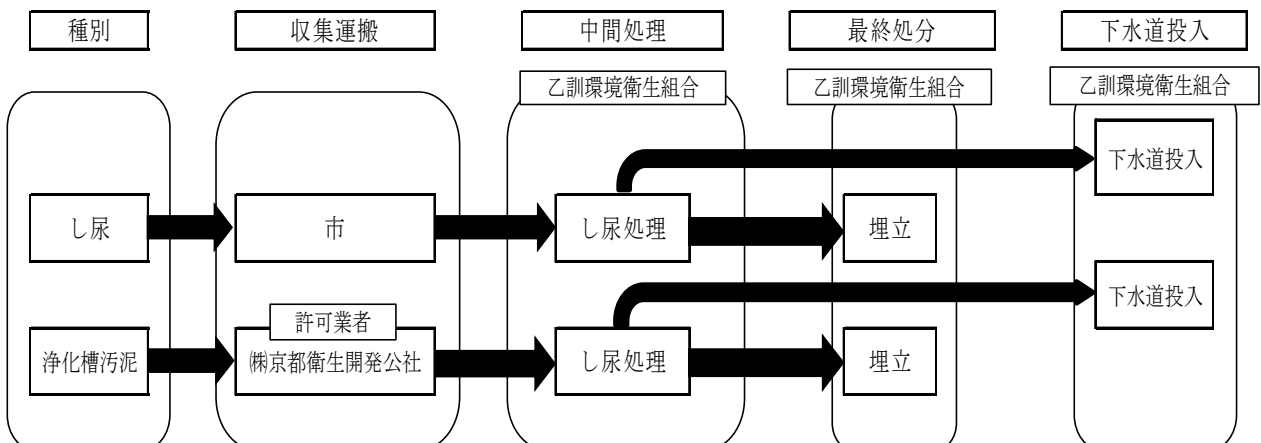 種別
収集運搬
中間処理
最終処分
下水道投入
乙訓環境衛生組合
乙訓環境衛生組合
乙訓環境衛生組合
下水道投入
し尿
市
し尿処理
埋立
下水道投入
許可業者
浄化槽汚泥
㈱京都衛生開発公社
し尿処理
埋立